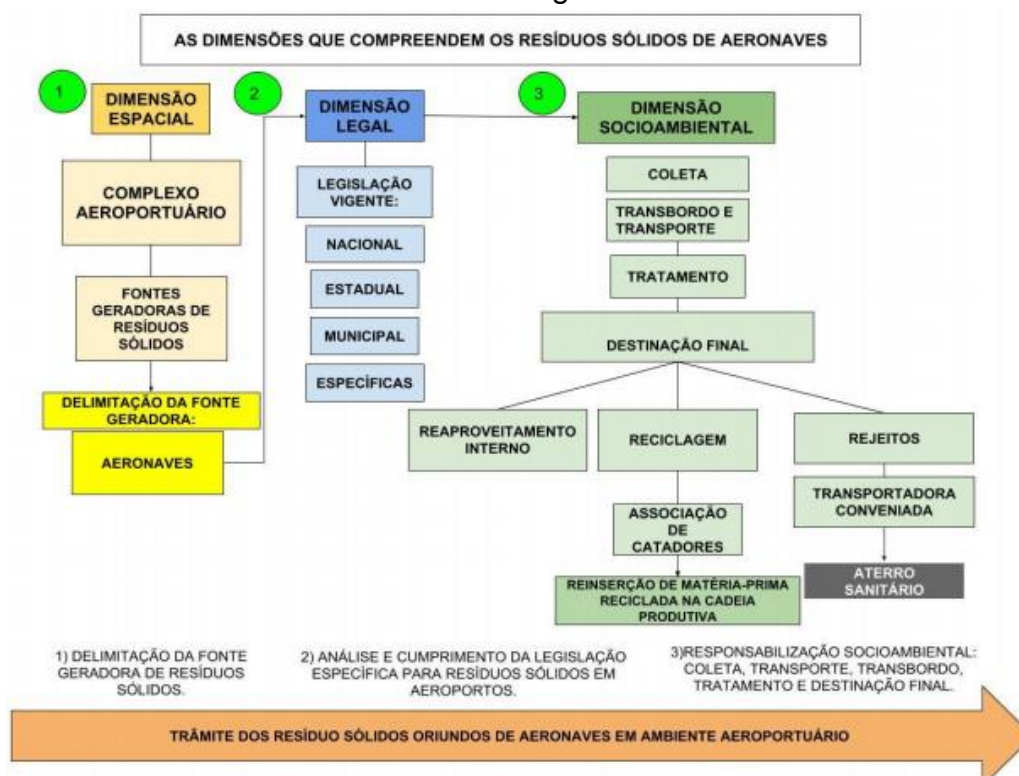 AS DIMENSÕES QUE COMPREENDEM OS RESÍDUOS SÓLIDOS DE AERONAVES
1
DIMENSÃO
ESPACIAL
COMPLEXO
AEROPORTUÁRIO
FONTES
GERADORAS DE
RESÍDUOS
SÓLIDOS
DELIMITAÇÃO DA FONTE
GERADORA:
AERONAVES
2
DIMENSÃO
LEGAL
LEGISLAÇÃO
VIGENTE:
NACIONAL
ESTADUAL
MUNICIPAL
ESPECÍFICAS
3
DIMENSÃO
SOCIOAMBIENTAL
COLETA
TRANSBORDO E
TRANSPORTE
TRATAMENTO
DESTINAÇÃO FINAL
REAPROVEITAMENTO
INTERNO
RECICLAGEM
ASSOCIAÇÃO
DE
CATADORES
REINSERÇÃO DE MATÉRIA-PRIMA
RECICLADA NA CADEIA
PRODUTIVA
REJEITOS
TRANSPORTADORA
CONVENIADA
ATERRO
SANITÁRIO
1) DELIMITAÇÃO DA FONTE
GERADORA DE RESÍDUOS
SÓLIDOS.
2) ANÁLISE E CUMPRIMENTO DA LEGISLAÇÃO
ESPECÍFICA PARA RESÍDUOS SÓLIDOS EM
AEROPORTOS.
3)RESPONSABILIZAÇÃO SOCIOAMBIENTAL:
COLETA, TRANSPORTE, TRANSBORDO,
TRATAMENTO E DESTINAÇÃO FINAL.
TRÂMITE DOS RESÍDUO SÓLIDOS ORIUNDOS DE AERONAVES EM AMBIENTE AEROPORTUÁRIO